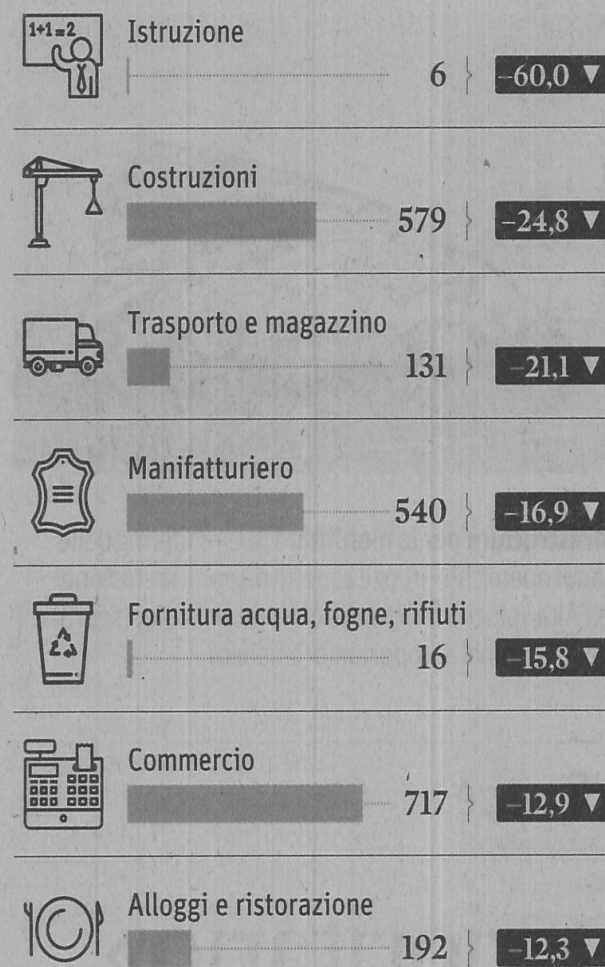 1+1=2
Istruzione
6 –60,0 ▼
Costruzioni
579 –24,8 ▼
Trasporto e magazzino
131 –21,1 ▼
Manifatturiero
540 –16,9 ▼
Fornitura acqua, fogne, rifiuti
16 –15,8 ▼
Commercio
717 –12,9 ▼
Alloggi e ristorazione
192 –12,3 ▼